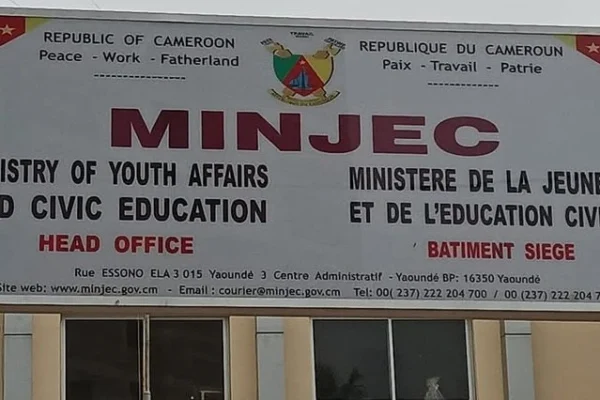 REPUBLIC OF CAMEROON
Peace - Work - Fatherland
REPUBLIQUE DU CAMEROUN
Paix - Travail - Patrie
MINJEC
ISTRY OF YOUTH AFFAIRS
D CIVIC EDUCATION
HEAD OFFICE
MINISTERE DE LA JEUNE
ET DE L'EDUCATION CIV
BATIMENT SIEGE
Rue ESSONO ELA 3 015 Yaoundé 3 Centre Administratif - Yaoundé BP: 16350 Yaoundé
Site web: www.minjec.gov.cm - Email : courier@minjec.gov.cm Tel: 00( 237) 222 204 700 / 00 (237) 222 204 7